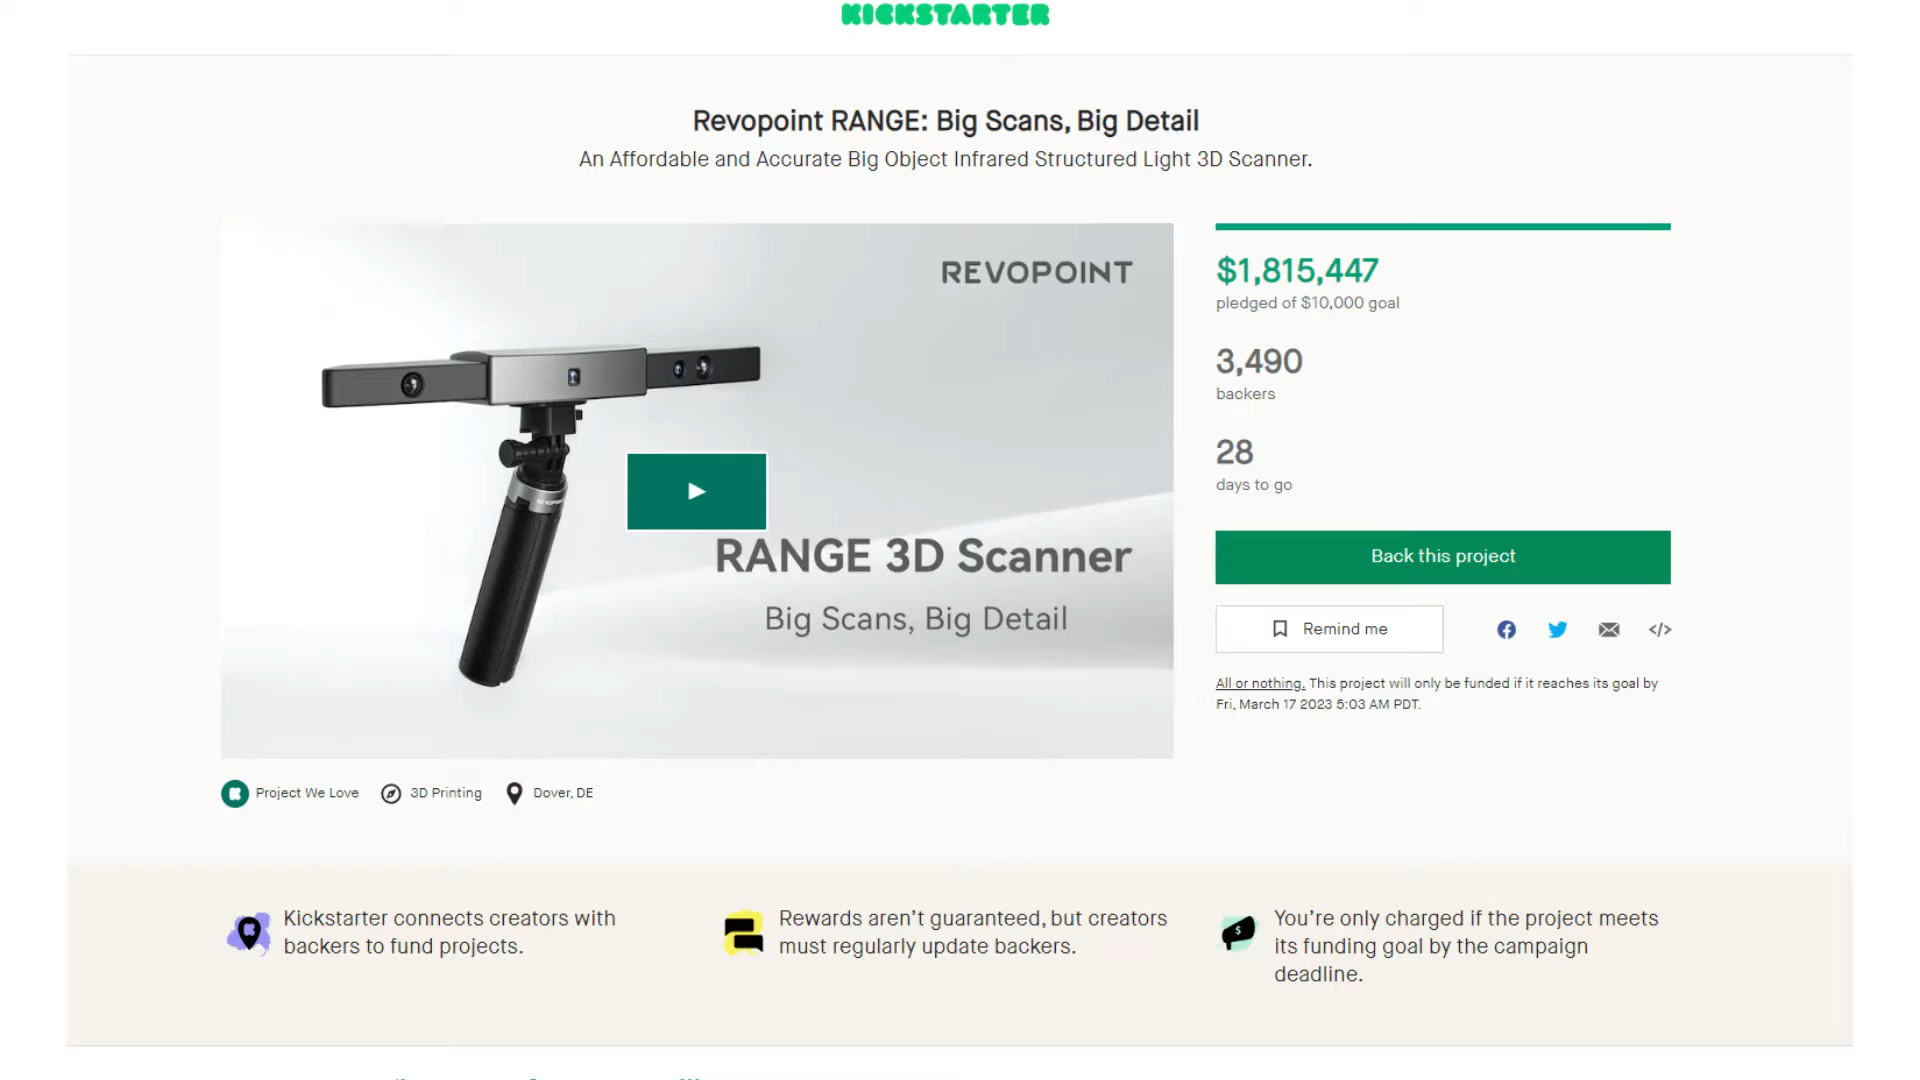 KICKSTARTER
Revopoint RANGE: Big Scans, Big Detail
An Affordable and Accurate Big Object Infrared Structured Light 3D Scanner.
REVOPOINT
RANGE 3D Scanner
Big Scans, Big Detail
$1,815,447
pledged of $10,000 goal
3,490
backers
28
days to go
Back this project
Remind me
All or nothing. This project will only be funded if it reaches its goal by
Fri, March 17 2023 5:03 AM PDT.
Project We Love
3D Printing
Dover, DE
Kickstarter connects creators with
backers to fund projects.
Rewards aren't guaranteed, but creators
must regularly update backers.
You're only charged if the project meets
its funding goal by the campaign
deadline.